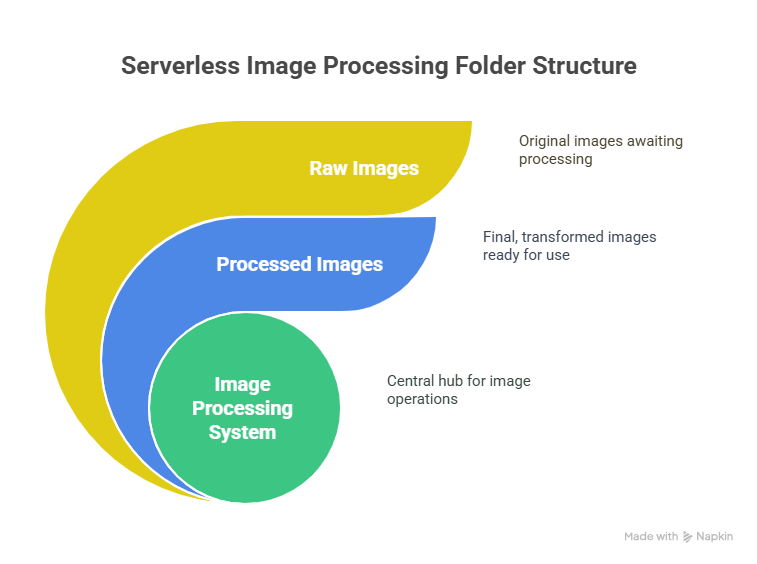 Serverless Image Processing Folder Structure
Raw Images
Original images awaiting
processing
Processed Images
Final, transformed images
ready for use
Image
Processing
System
Central hub for image
operations
Made with Napkin